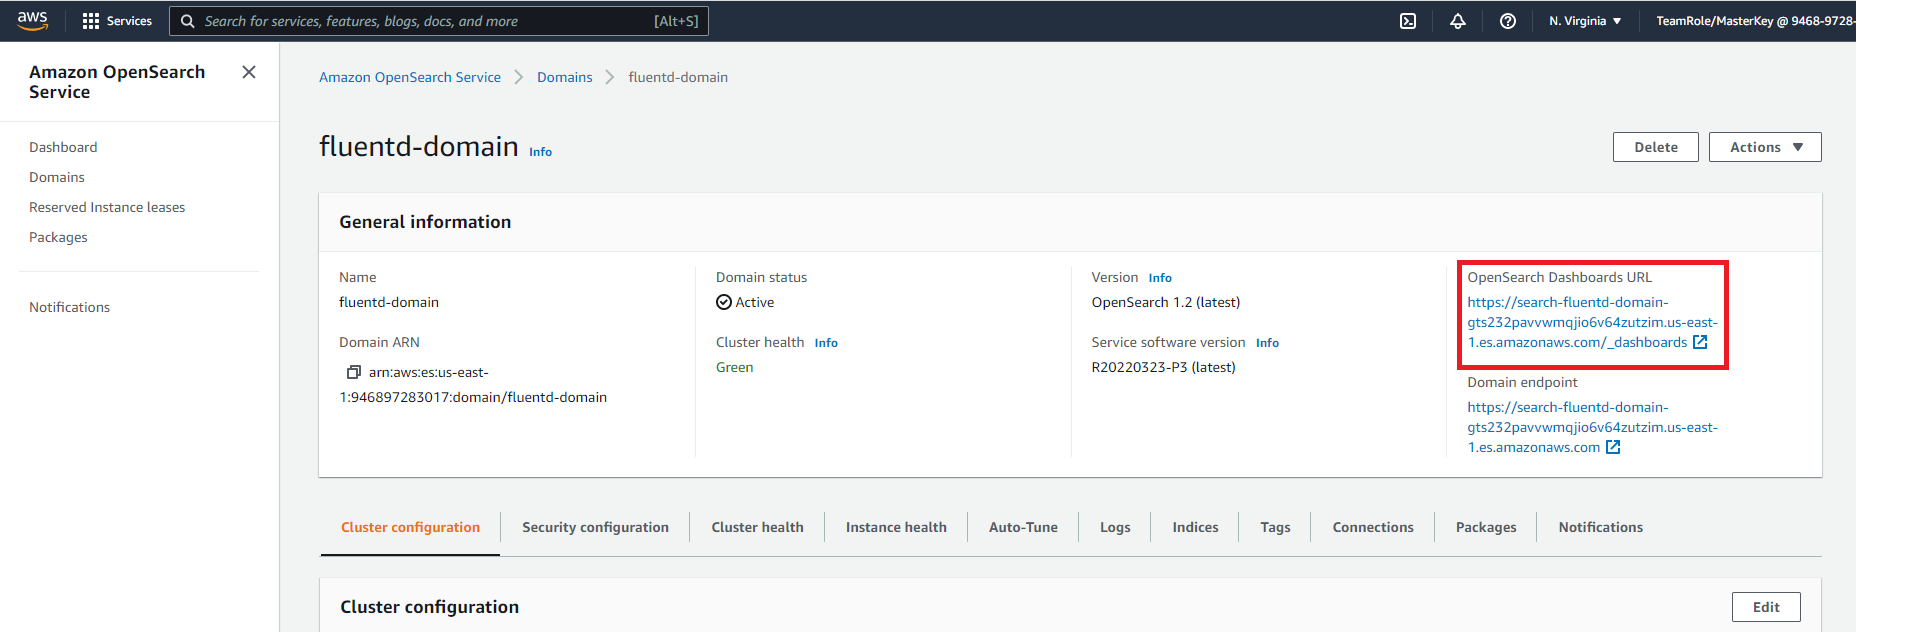 aws
Services
Search for services, features, blogs, docs, and more
[Alt+S]
N. Virginia
TeamRole/MasterKey @ 9468-9728-
Amazon OpenSearch
Service
Dashboard
Domains
Reserved Instance leases
Packages
Notifications
Amazon OpenSearch Service
Domains
fluentd-domain
fluentd-domain
Info
Delete
Actions
General information
Name
fluentd-domain
Domain ARN
arn:aws:es:us-east-
1:946897283017:domain/fluentd-domain
Domain status
Active
Cluster health Info
Green
Version Info
OpenSearch 1.2 (latest)
Service software version Info
R20220323-P3 (latest)
OpenSearch Dashboards URL
https://search-fluentd-domain-
gts232pavvwmqjio6v64zutzim.us-east-
1.es.amazonaws.com/_dashboards
Domain endpoint
https://search-fluentd-domain-
gts232pavvwmqjio6v64zutzim.us-east-
1.es.amazonaws.com
Cluster configuration
Security configuration
Cluster health
Instance health
Auto-Tune
Logs
Indices
Tags
Connections
Packages
Notifications
Cluster configuration
Edit